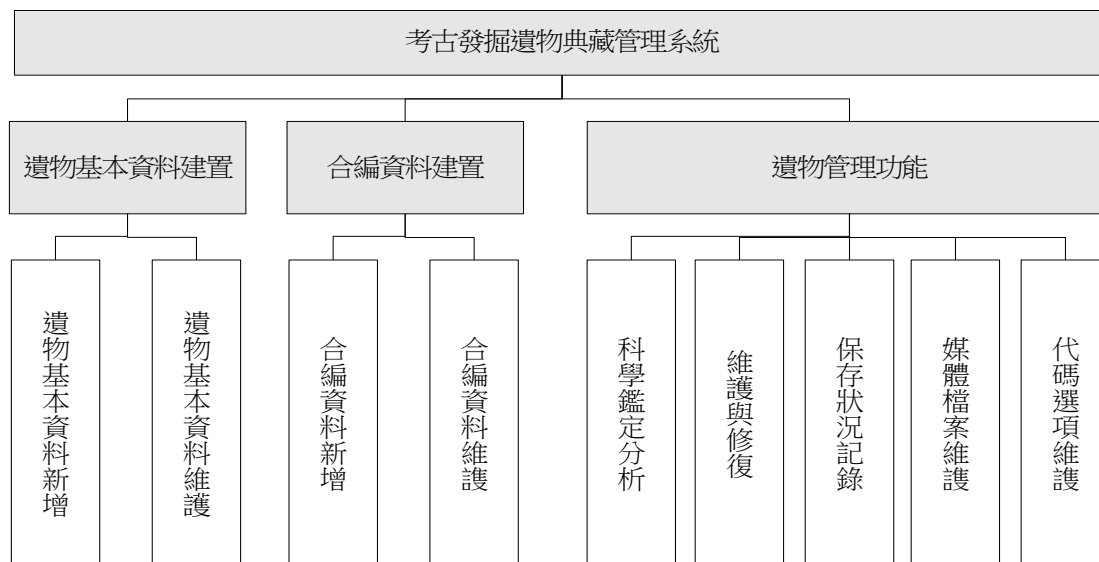 考古發掘遺物典藏管理系統
遺物基本資料建置
合編資料建置
遺物管理功能
遺物基本資料新增
遺物基本資料維護
合編資料新增
合編資料維護
科學鑑定分析
維護與修復
保存狀況記錄
媒體檔案維護
代碼選項維護